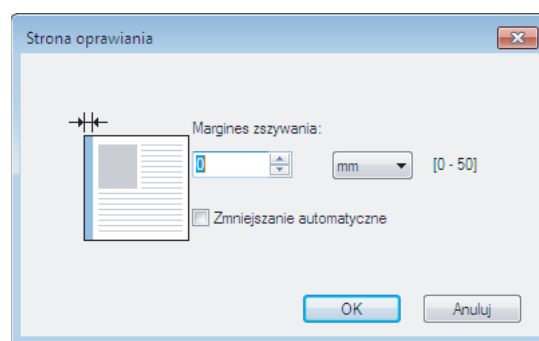 Strona oprawiania
Margines zszywania:
0 mm [0 - 50]
Zmniejszanie automatyczne
OK Anuluj